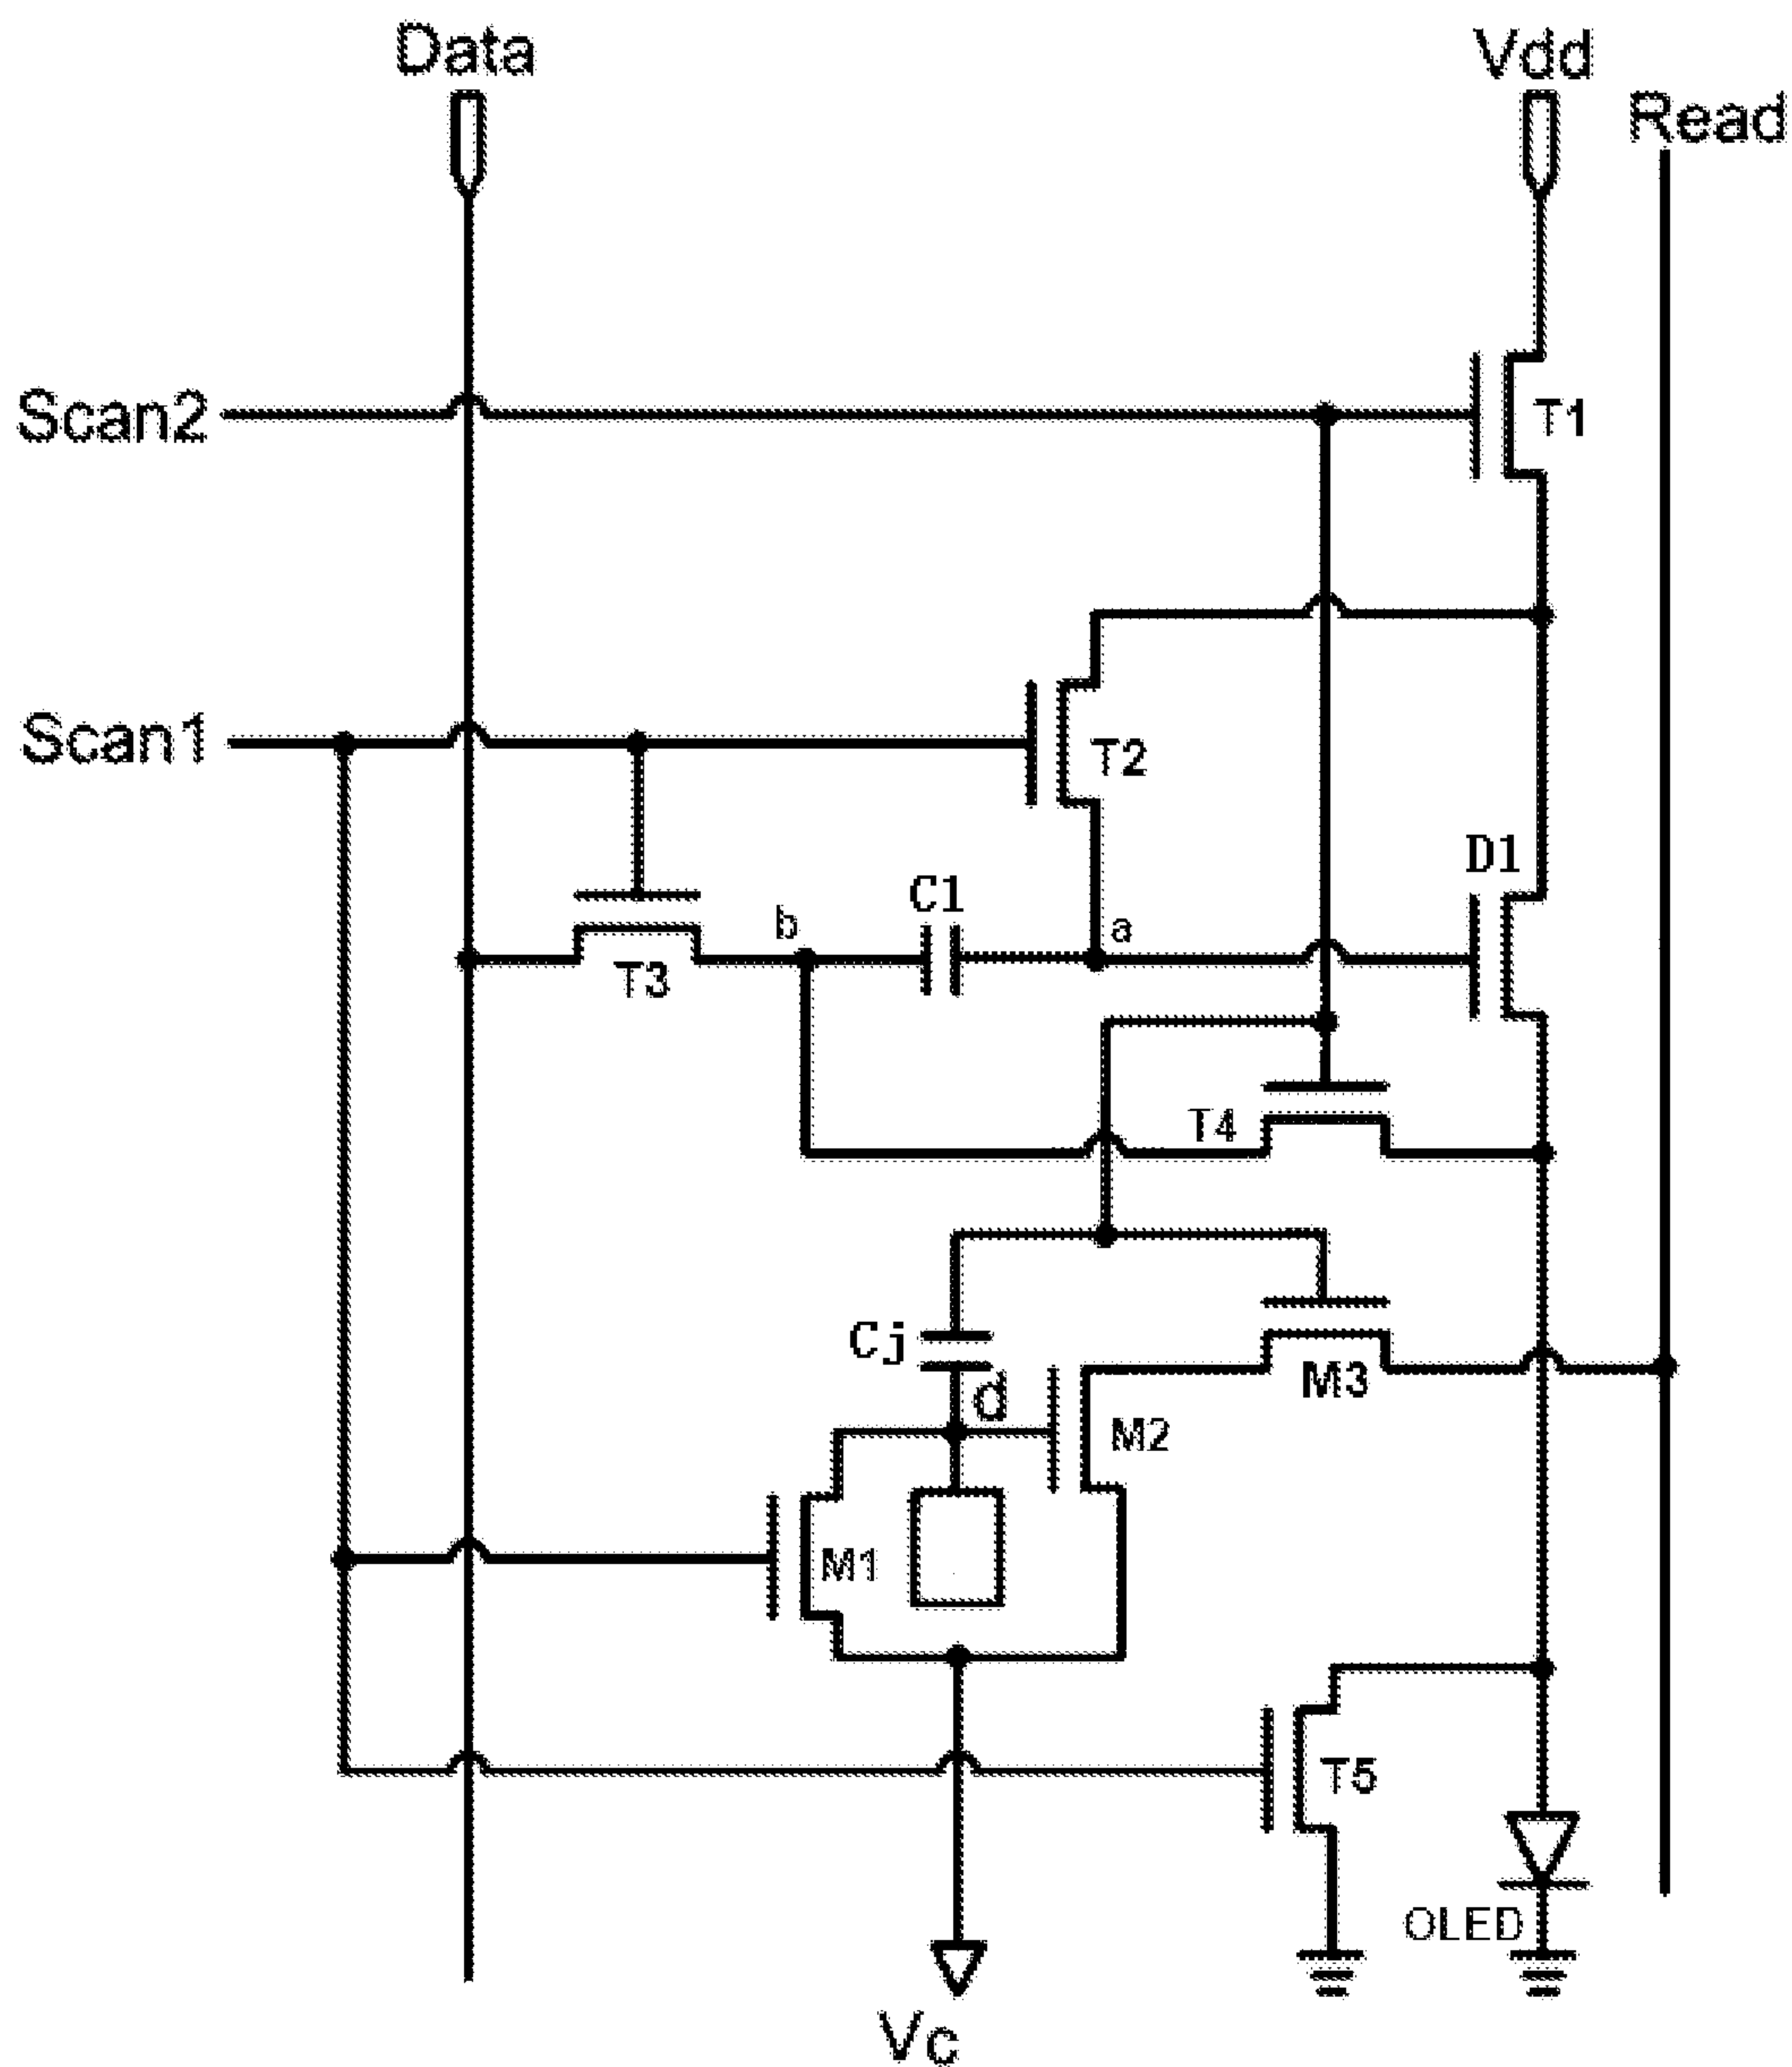 Data
Vdd
Read
Scan2
T1
Scan1
T2
D1
C1
b
a
T3
T4
Cj
d
M3
M2
M1
T5
OLED
Vc